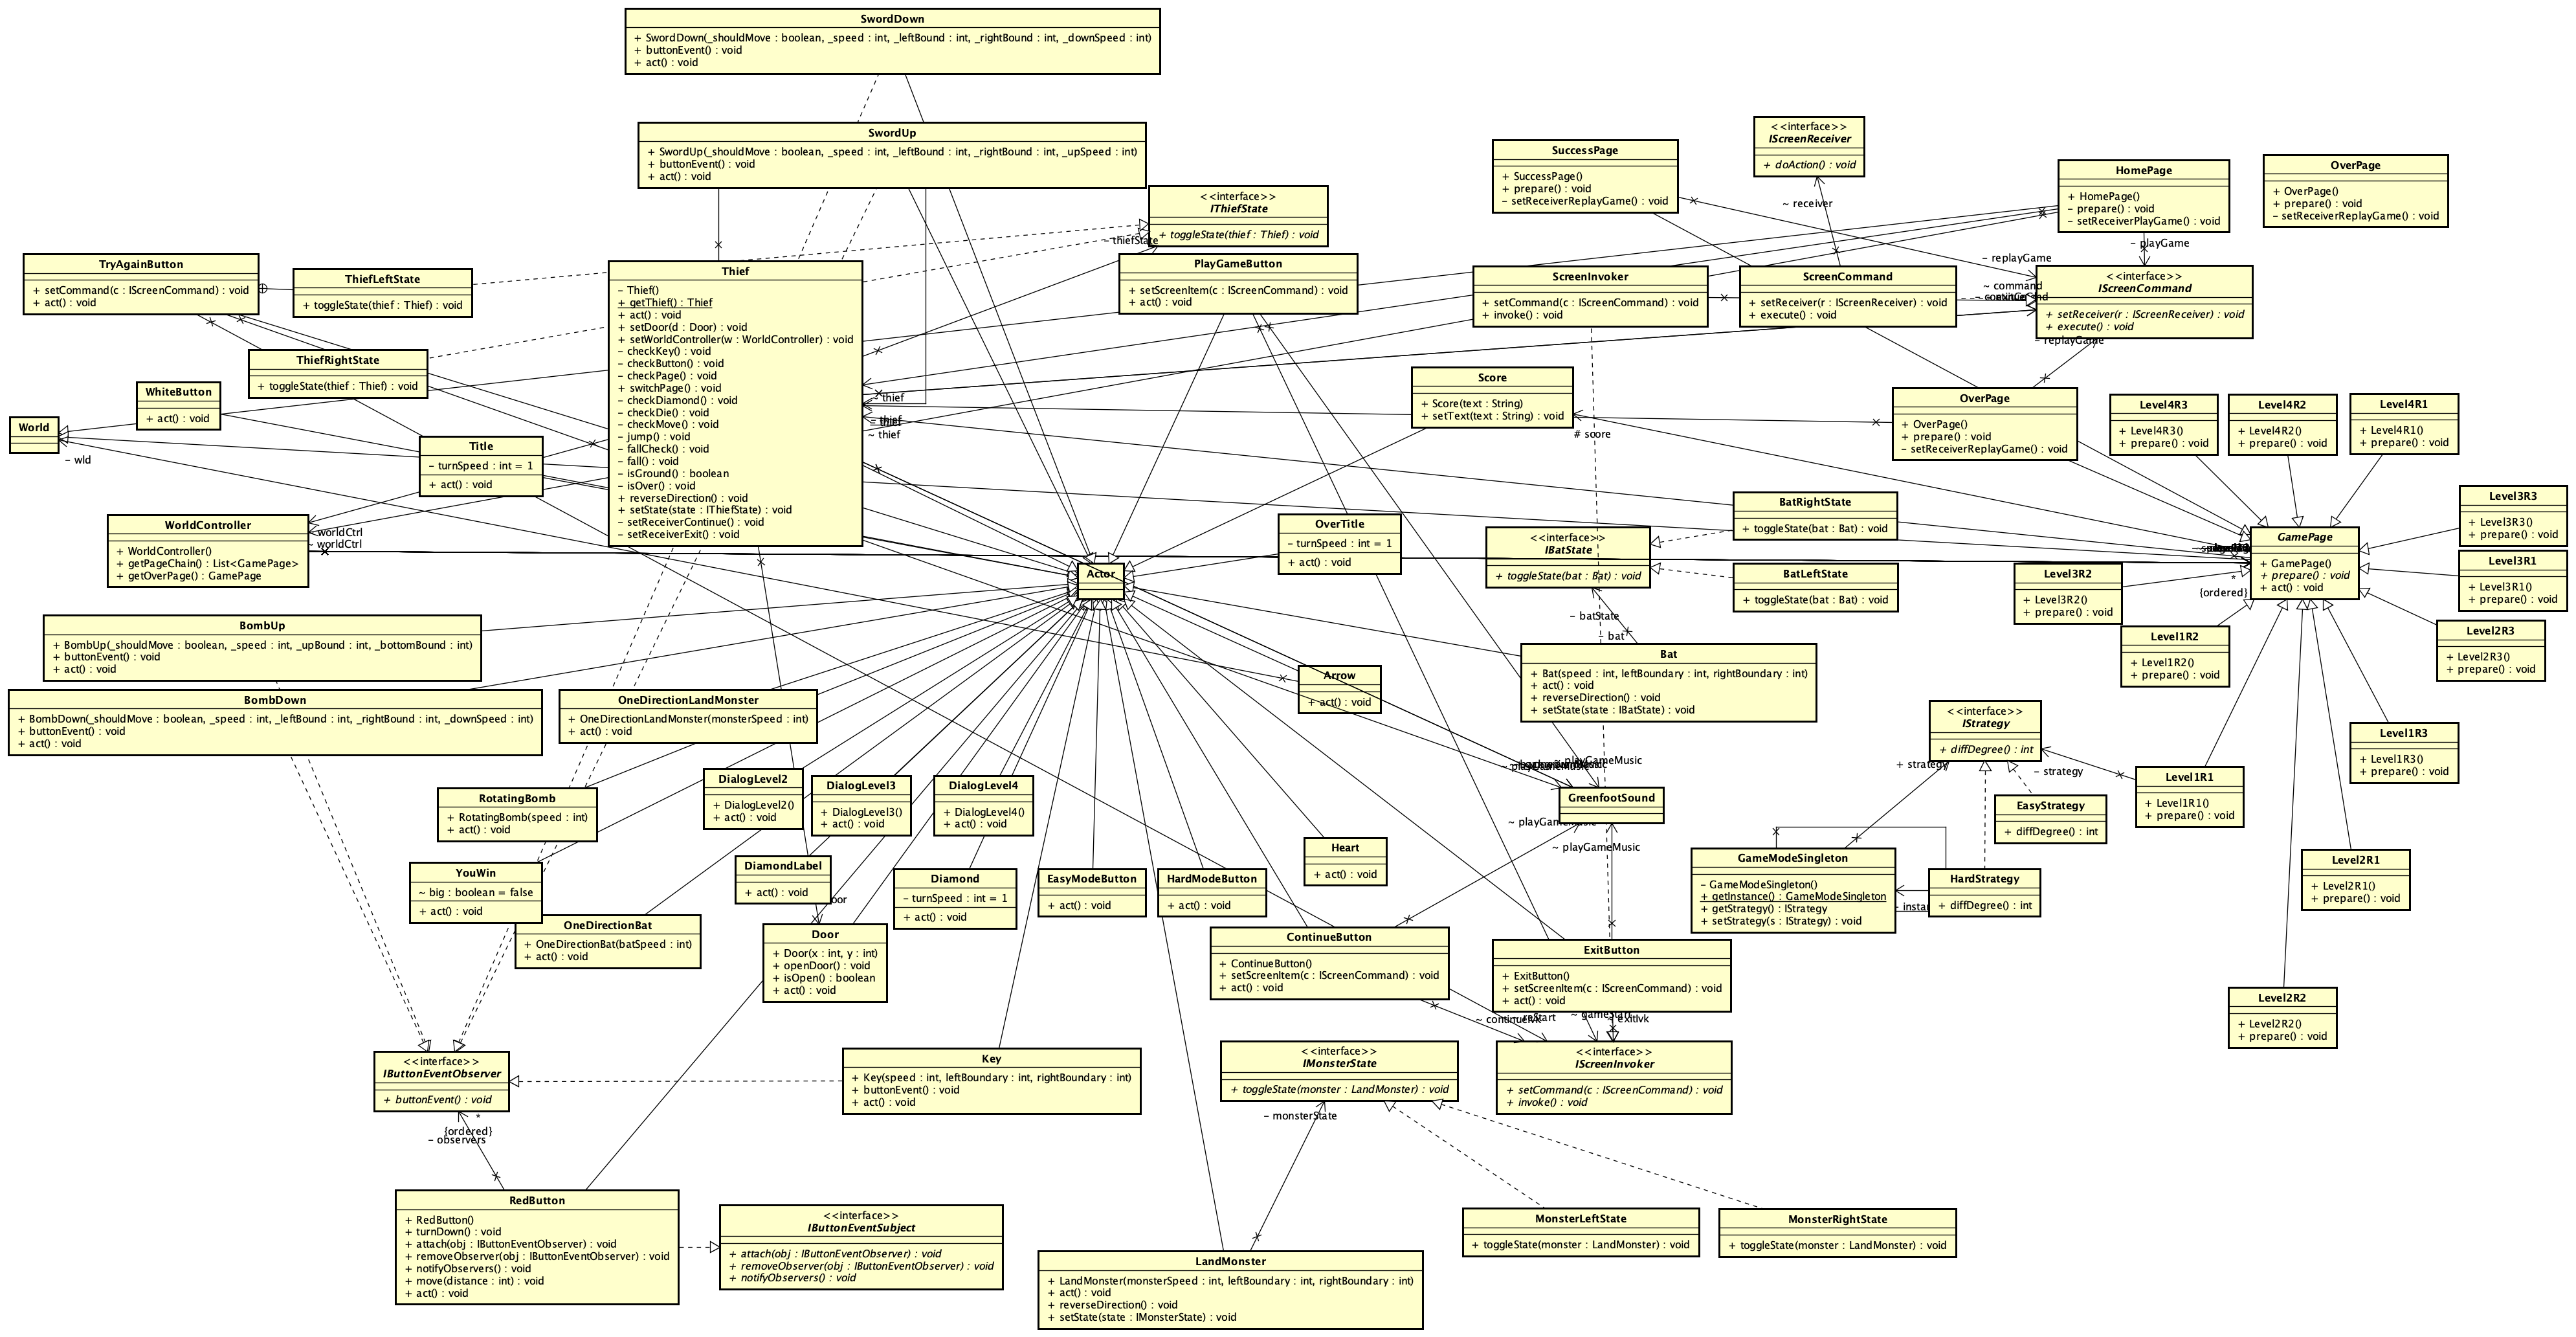 SwordDown
+ SwordDown(_shouldMove : boolean, _speed : int, _leftBound : int, _rightBound : int, _downSpeed : int)
+ buttonEvent() : void
+ act() : void
SwordUp
+ SwordUp(_shouldMove : boolean, _speed : int, _leftBound : int, _rightBound : int, _upSpeed : int)
+ buttonEvent() : void
+ act() : void
<<interface>>
IThiefState
+ toggleState(thief : Thief) : void
- thiefState
SuccessPage
+ SuccessPage()
+ prepare() : void
- setReceiverReplayGame() : void
<<interface>>
IScreenReceiver
+ doAction() : void
~ receiver
HomePage
+ HomePage()
- prepare() : void
- setReceiverPlayGame() : void
- playGame
OverPage
+ OverPage()
+ prepare() : void
- setReceiverReplayGame() : void
TryAgainButton
+ setCommand(c : IScreenCommand) : void
+ act() : void
ThiefLeftState
+ toggleState(thief : Thief) : void
Thief
- Thief()
+ getThief() : Thief
+ act() : void
+ setDoor(d : Door) : void
+ setWorldController(w : WorldController) : void
- checkKey() : void
- checkButton() : void
- checkPage() : void
+ switchPage() : void
- checkDiamond() : void
- checkDie() : void
- checkMove() : void
- jump() : void
- fallCheck() : void
- fall() : void
- isGround() : boolean
- isOver() : void
+ reverseDirection() : void
+ setState(state : IThiefState) : void
- setReceiverContinue() : void
- setReceiverExit() : void
~ thief
- thief
~ thief
PlayGameButton
+ setScreenItem(c : IScreenCommand) : void
+ act() : void
ScreenInvoker
+ setCommand(c : IScreenCommand) : void
+ invoke() : void
ScreenCommand
+ setReceiver(r : IScreenReceiver) : void
+ execute() : void
- replayGame
~ command
<<interface>>
IScreenCommand
+ setReceiver(r : IScreenReceiver) : void
+ execute() : void
- replayGame
ThiefRightState
+ toggleState(thief : Thief) : void
WhiteButton
+ act() : void
World
- wld
Title
- turnSpeed : int = 1
+ act() : void
Score
+ Score(text : String)
+ setText(text : String) : void
# score
OverPage
+ OverPage()
+ prepare() : void
- setReceiverReplayGame() : void
Level4R3
+ Level4R3()
+ prepare() : void
Level4R2
+ Level4R2()
+ prepare() : void
Level4R1
+ Level4R1()
+ prepare() : void
WorldController
+ WorldController()
+ getPageChain() : List<GamePage>
+ getOverPage() : GamePage
worldCtrl
- worldCtrl
OverTitle
- turnSpeed : int = 1
+ act() : void
<<interface>>
IBatState
+ toggleState(bat : Bat) : void
- batState
- bat
BatRightState
+ toggleState(bat : Bat) : void
BatLeftState
+ toggleState(bat : Bat) : void
GamePage
+ GamePage()
+ prepare() : void
+ act() : void
*
{ordered}
Level3R3
+ Level3R3()
+ prepare() : void
Level3R1
+ Level3R1()
+ prepare() : void
Level3R2
+ Level3R2()
+ prepare() : void
Level1R2
+ Level1R2()
+ prepare() : void
Level2R3
+ Level2R3()
+ prepare() : void
Actor
BombUp
+ BombUp(_shouldMove : boolean, _speed : int, _upBound : int, _bottomBound : int)
+ buttonEvent() : void
+ act() : void
BombDown
+ BombDown(_shouldMove : boolean, _speed : int, _leftBound : int, _rightBound : int, _downSpeed : int)
+ buttonEvent() : void
+ act() : void
OneDirectionLandMonster
+ OneDirectionLandMonster(monsterSpeed : int)
+ act() : void
Arrow
+ act() : void
Bat
+ Bat(speed : int, leftBoundary : int, rightBoundary : int)
+ act() : void
+ reverseDirection() : void
+ setState(state : IBatState) : void
<<interface>>
IStrategy
+ diffDegree() : int
+ strategy
- strategy
Level1R3
+ Level1R3()
+ prepare() : void
Level1R1
+ Level1R1()
+ prepare() : void
EasyStrategy
+ diffDegree() : int
RotatingBomb
+ RotatingBomb(speed : int)
+ act() : void
DialogLevel2
+ DialogLevel2()
+ act() : void
DialogLevel3
+ DialogLevel3()
+ act() : void
DialogLevel4
+ DialogLevel4()
+ act() : void
playGameMusic
GreenfootSound
~ playGameMusic
~ playGameMusic
Heart
+ act() : void
YouWin
~ big : boolean = false
+ act() : void
DiamondLabel
+ act() : void
Diamond
- turnSpeed : int = 1
+ act() : void
EasyModeButton
+ act() : void
HardModeButton
+ act() : void
GameModeSingleton
- GameModeSingleton()
+ getInstance() : GameModeSingleton
+ getStrategy() : IStrategy
+ setStrategy(s : IStrategy) : void
HardStrategy
+ diffDegree() : int
Level2R1
+ Level2R1()
+ prepare() : void
OneDirectionBat
+ OneDirectionBat(batSpeed : int)
+ act() : void
Door
+ Door(x : int, y : int)
+ openDoor() : void
+ isOpen() : boolean
+ act() : void
ContinueButton
+ ContinueButton()
+ setScreenItem(c : IScreenCommand) : void
+ act() : void
ExitButton
+ ExitButton()
+ setScreenItem(c : IScreenCommand) : void
+ act() : void
Level2R2
+ Level2R2()
+ prepare() : void
<<interface>>
IButtonEventObserver
+ buttonEvent() : void
*
{ordered}
- observers
Key
+ Key(speed : int, leftBoundary : int, rightBoundary : int)
+ buttonEvent() : void
+ act() : void
<<interface>>
IMonsterState
+ toggleState(monster : LandMonster) : void
- monsterState
<<interface>>
IScreenInvoker
+ setCommand(c : IScreenCommand) : void
+ invoke() : void
RedButton
+ RedButton()
+ turnDown() : void
+ attach(obj : IButtonEventObserver) : void
+ removeObserver(obj : IButtonEventObserver) : void
+ notifyObservers() : void
+ move(distance : int) : void
+ act() : void
<<interface>>
IButtonEventSubject
+ attach(obj : IButtonEventObserver) : void
+ removeObserver(obj : IButtonEventObserver) : void
+ notifyObservers() : void
LandMonster
+ LandMonster(monsterSpeed : int, leftBoundary : int, rightBoundary : int)
+ act() : void
+ reverseDirection() : void
+ setState(state : IMonsterState) : void
MonsterLeftState
+ toggleState(monster : LandMonster) : void
MonsterRightState
+ toggleState(monster : LandMonster) : void